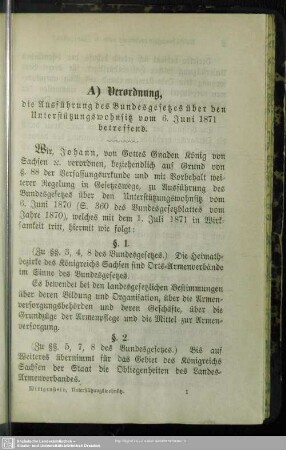 A) Verordnung,
die Ausführung des Bundesgesetzes über den
Unterstützungswohnsitz vom 6. Juni 1871
betreffend.
Wir, Johann, von Gottes Gnaden König von
Sachsen ꝛc. verordnen, beziehendlich auf Grund von
§. 88 der Verfassungsurkunde und mit Vorbehalt wei-
terer Regelung in Gesetzeswege, zu Ausführung des
Bundesgesetzes über den Unterstützungswohnsitz vom
6. Juni 1870 (S. 360 des Bundesgesetzblattes vom
Jahre 1870), welches mit dem 1. Juli 1871 in Wirk-
samkeit tritt, hiermit wie folgt:
§. 1.
(Zu §§. 3, 4, 8 des Bundesgesetzes.) Die Heimath-
bezirke des Königreichs Sachsen sind Orts-Armenverbände
im Sinne des Bundesgesetzes.
Es bewendet bei den landesgesetzlichen Bestimmungen
über deren Bildung und Organisation, über die Armen-
versorgungsbehörden und deren Geschäfte, über die
Grundzüge der Armenpflege und die Mittel zur Armen-
versorgung.
§. 2.
(Zu §§. 5, 7, 8 des Bundesgesetzes.) Bis auf
Weiteres übernimmt für das Gebiet des Königreichs
Sachsen der Staat die Obliegenheiten des Landes-
Armenverbandes.
1